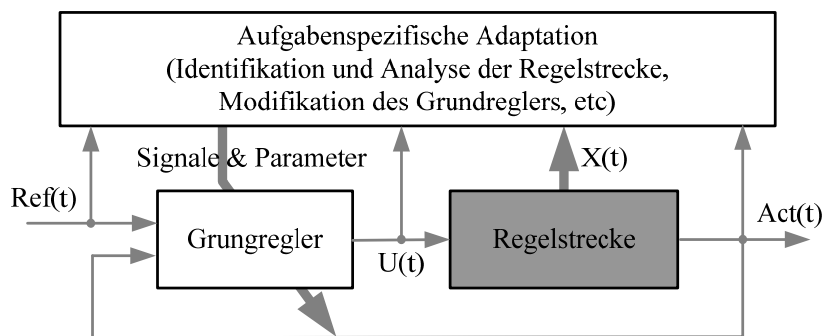 Aufgabenspezifische Adaptation
(Identifikation und Analyse der Regelstrecke,
Modifikation des Grundreglers, etc)
Signale & Parameter
X(t)
Ref(t)
Act(t)
Grungregler
Regelstrecke
U(t)